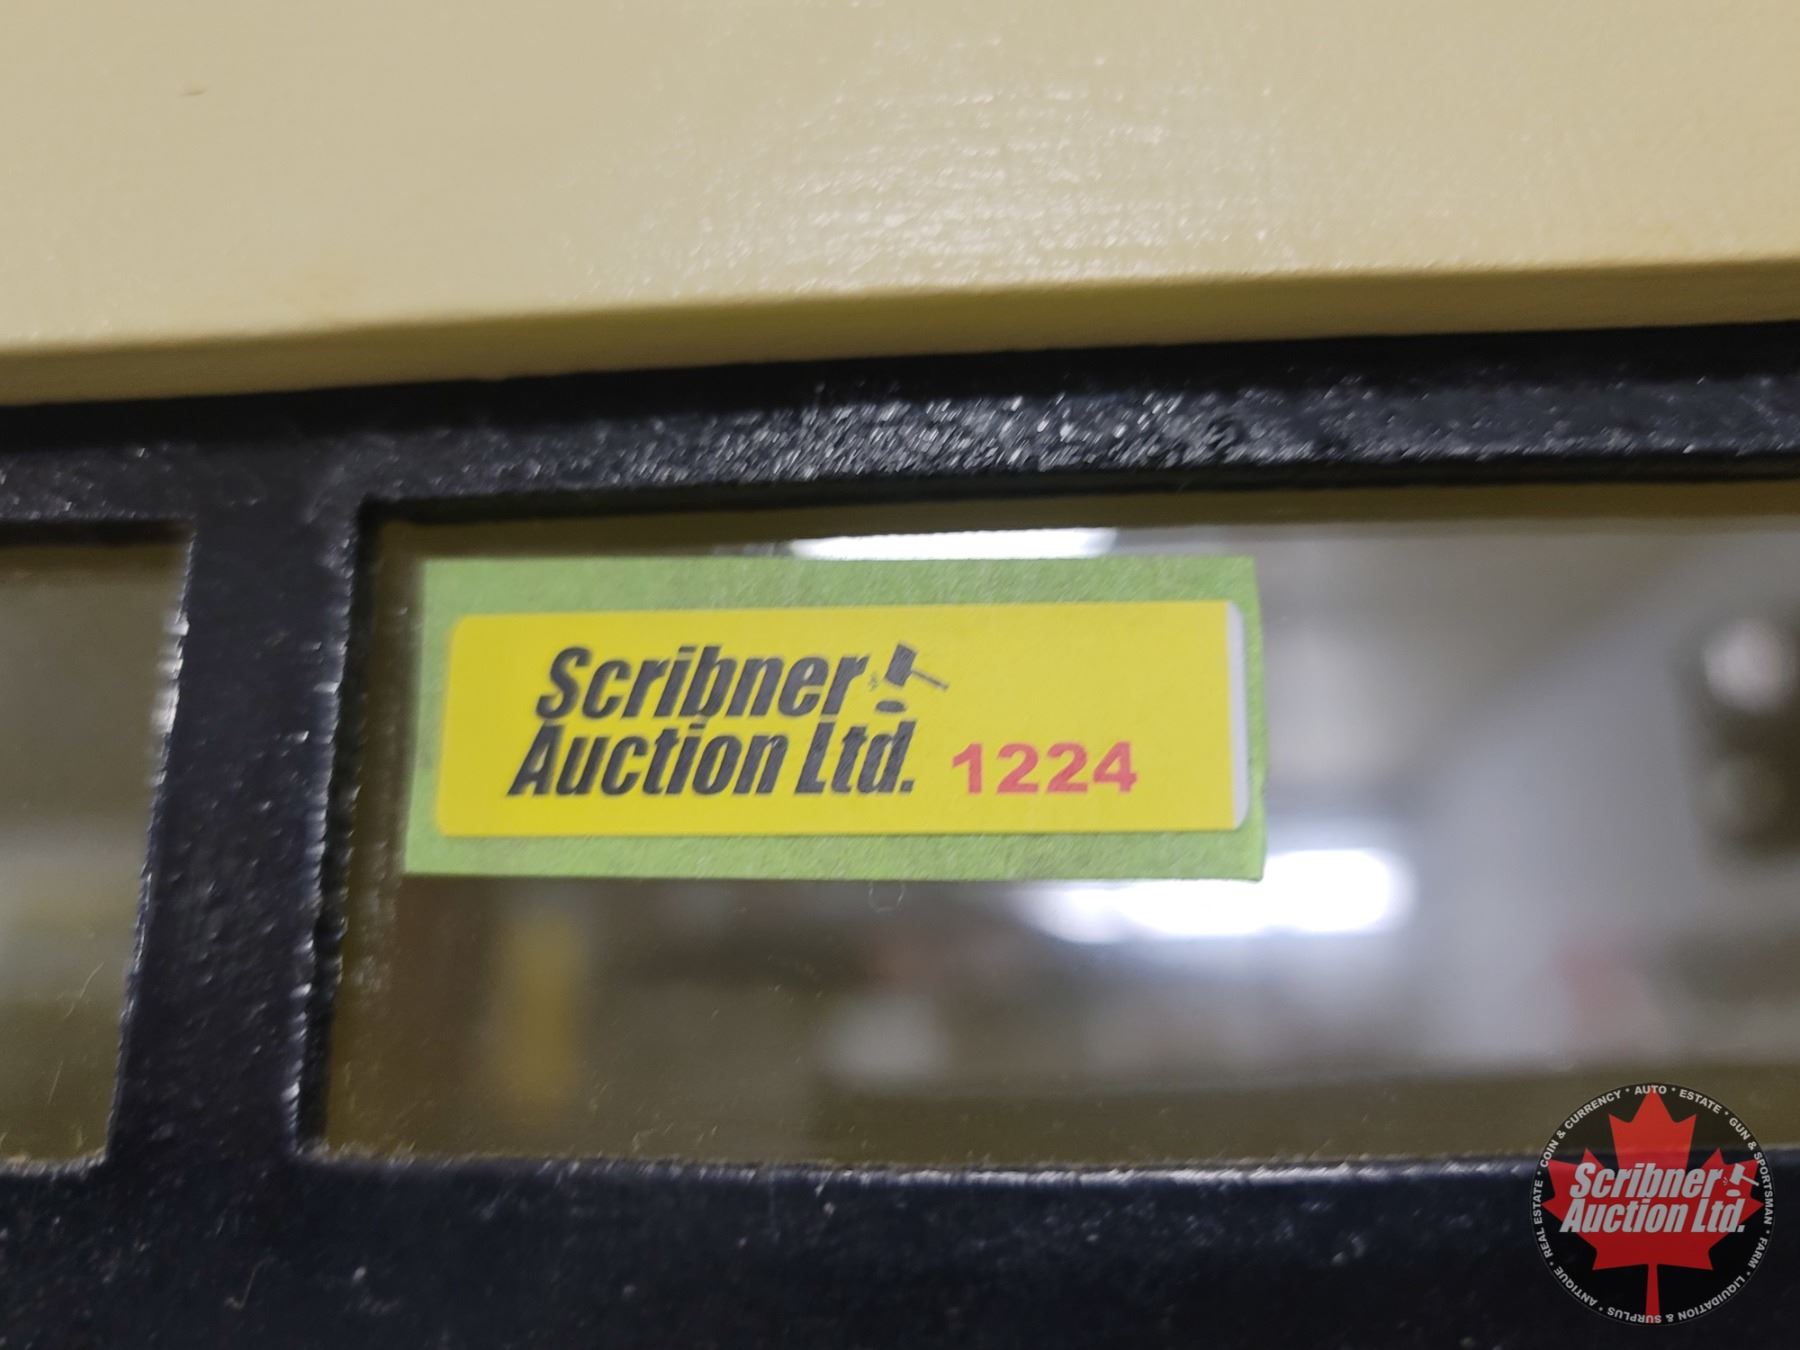 Scribner
Auction Ltd. 1224
COIN & CURRENCY • AUTO • ESTATE • GUN & SPORTSMAN • FARM • LIQUIDATION & SURPLUS • ANTIQUE • REAL ESTATE •
Scribner
Auction Ltd.